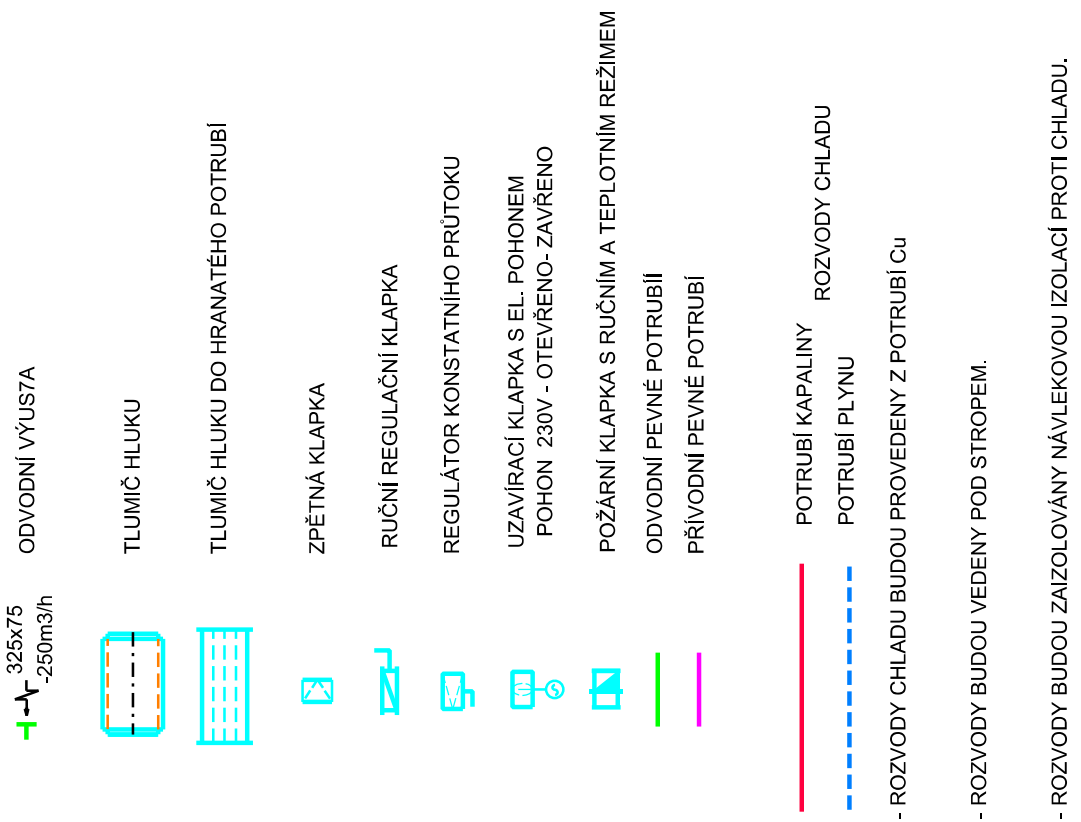 325x75
-250m3/h
ODVODNÍ VÝUS7A
TLUMIČ HLUKU
TLUMIČ HLUKU DO HRANATÉHO POTRUBÍ
ZPĚTNÁ KLAPKA
RUČNÍ REGULAČNÍ KLAPKA
REGULÁTOR KONSTATNÍHO PRŮTOKU
UZAVÍRACÍ KLAPKA S EL. POHONEM
POHON 230V - OTEVŘENO- ZAVŘENO
POŽÁRNÍ KLAPKA S RUČNÍM A TEPLOTNÍM REŽIMEM
ODVODNÍ PEVNÉ POTRUBÍÍ
PŘÍVODNÍ PEVNÉ POTRUBÍ
POTRUBÍ KAPALINY
ROZVODY CHLADU
POTRUBÍ PLYNU
- ROZVODY CHLADU BUDOU PROVEDENY Z POTRUBÍ Cu
- ROZVODY BUDOU VEDENY POD STROPEM.
- ROZVODY BUDOU ZAIZOLOVÁNY NÁVLEKOVOU IZOLACÍ PROTI CHLADU.